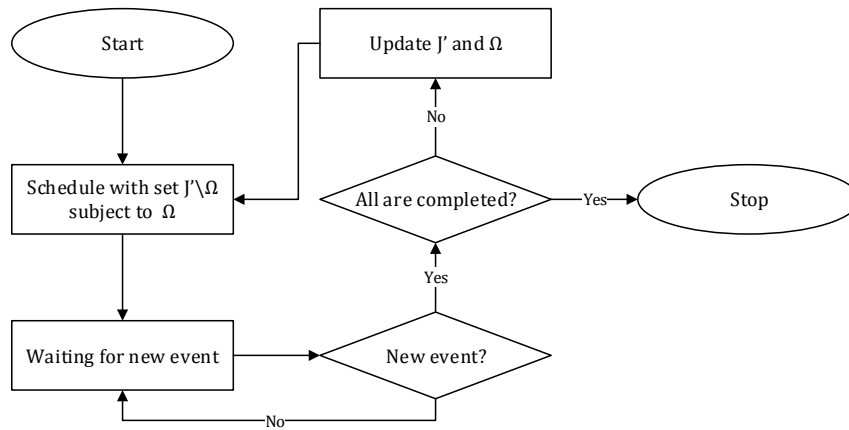 Start
Update J’ and Ω
No
Schedule with set J’\Ω
subject to Ω
All are completed?
Yes
Stop
Yes
Waiting for new event
New event?
No